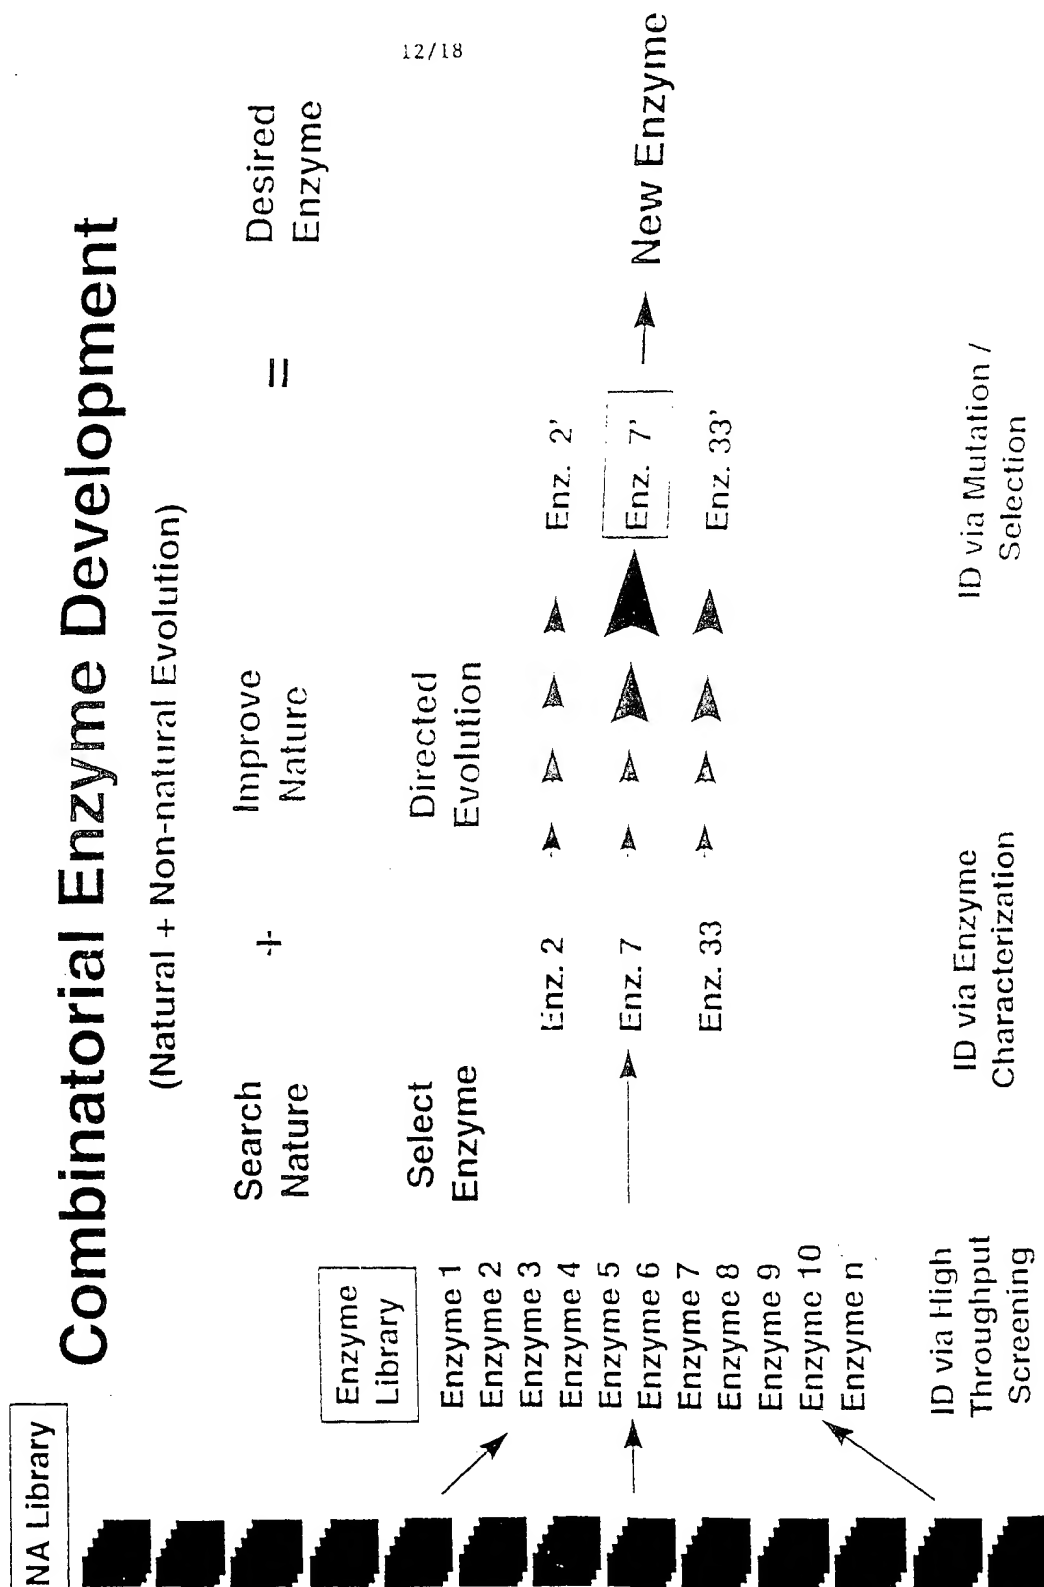 12/18
NA Library
Combinatorial Enzyme Development
(Natural + Non-natural Evolution)
Search
Nature
+
Improve
Nature
=
Desired
Enzyme
Enzyme
Library
Select
Enzyme
Directed
Evolution
Enzyme 1
Enzyme 2
Enzyme 3
Enzyme 4
Enzyme 5
Enzyme 6
Enzyme 7
Enzyme 8
Enzyme 9
Enzyme 10
Enzyme n
Enz. 2
Enz. 7
Enz. 33
Enz. 2'
Enz. 7'
Enz. 33'
New Enzyme
ID via High
Throughput
Screening
ID via Enzyme
Characterization
ID via Mutation /
Selection